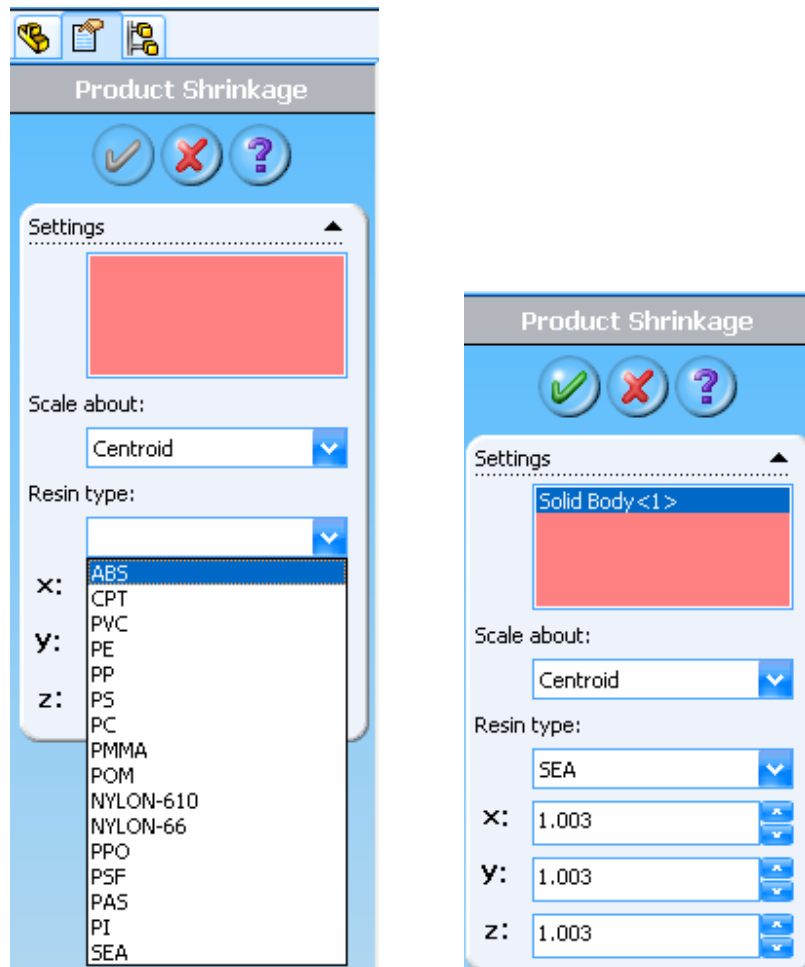 Product Shrinkage
?
Settings
Scale about:
Centroid
Resin type:
x:
y:
z:
ABS
CPT
PVC
PE
PP
PS
PC
PMMA
POM
NYLON-610
NYLON-66
PPO
PSF
PAS
PI
SEA
Product Shrinkage
?
Settings
Solid Body<1>
Scale about:
Centroid
Resin type:
SEA
x: 1.003
y: 1.003
z: 1.003